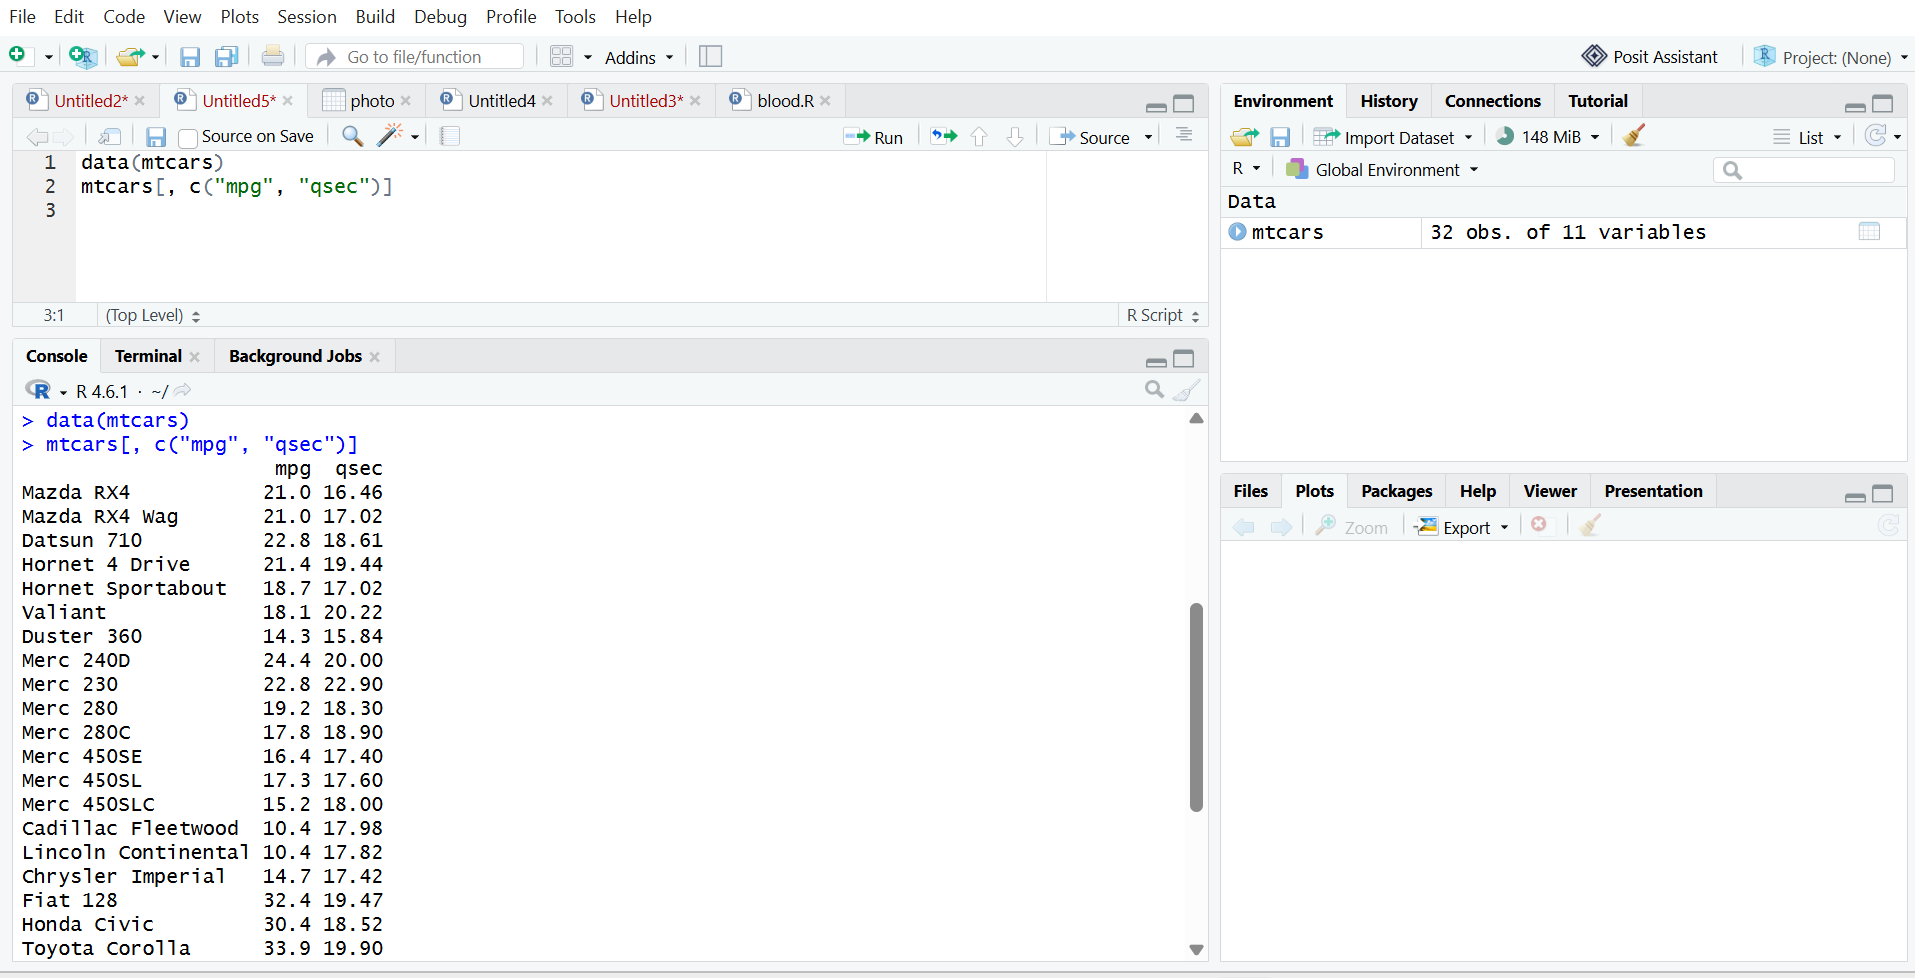 File Edit Code View Plots Session Build Debug Profile Tools Help
Go to file/function Addins Posit Assistant Project: (None)
Untitled2* Untitled5* photo Untitled4 Untitled3* blood.R
Source on Save Run Source
1 data(mtcars)
2 mtcars[, c("mpg", "qsec")]
3
3:1 (Top Level) R Script
Console Terminal Background Jobs
R 4.6.1 · ~/
> data(mtcars)
> mtcars[, c("mpg", "qsec")]
mpg qsec
Mazda RX4 21.0 16.46
Mazda RX4 Wag 21.0 17.02
Datsun 710 22.8 18.61
Hornet 4 Drive 21.4 19.44
Hornet Sportabout 18.7 17.02
Valiant 18.1 20.22
Duster 360 14.3 15.84
Merc 240D 24.4 20.00
Merc 230 22.8 22.90
Merc 280 19.2 18.30
Merc 280C 17.8 18.90
Merc 450SE 16.4 17.40
Merc 450SL 17.3 17.60
Merc 450SLC 15.2 18.00
Cadillac Fleetwood 10.4 17.98
Lincoln Continental 10.4 17.82
Chrysler Imperial 14.7 17.42
Fiat 128 32.4 19.47
Honda Civic 30.4 18.52
Toyota Corolla 33.9 19.90
Environment History Connections Tutorial
Import Dataset 148 MiB List
R Global Environment
Data
mtcars 32 obs. of 11 variables
Files Plots Packages Help Viewer Presentation
Zoom Export